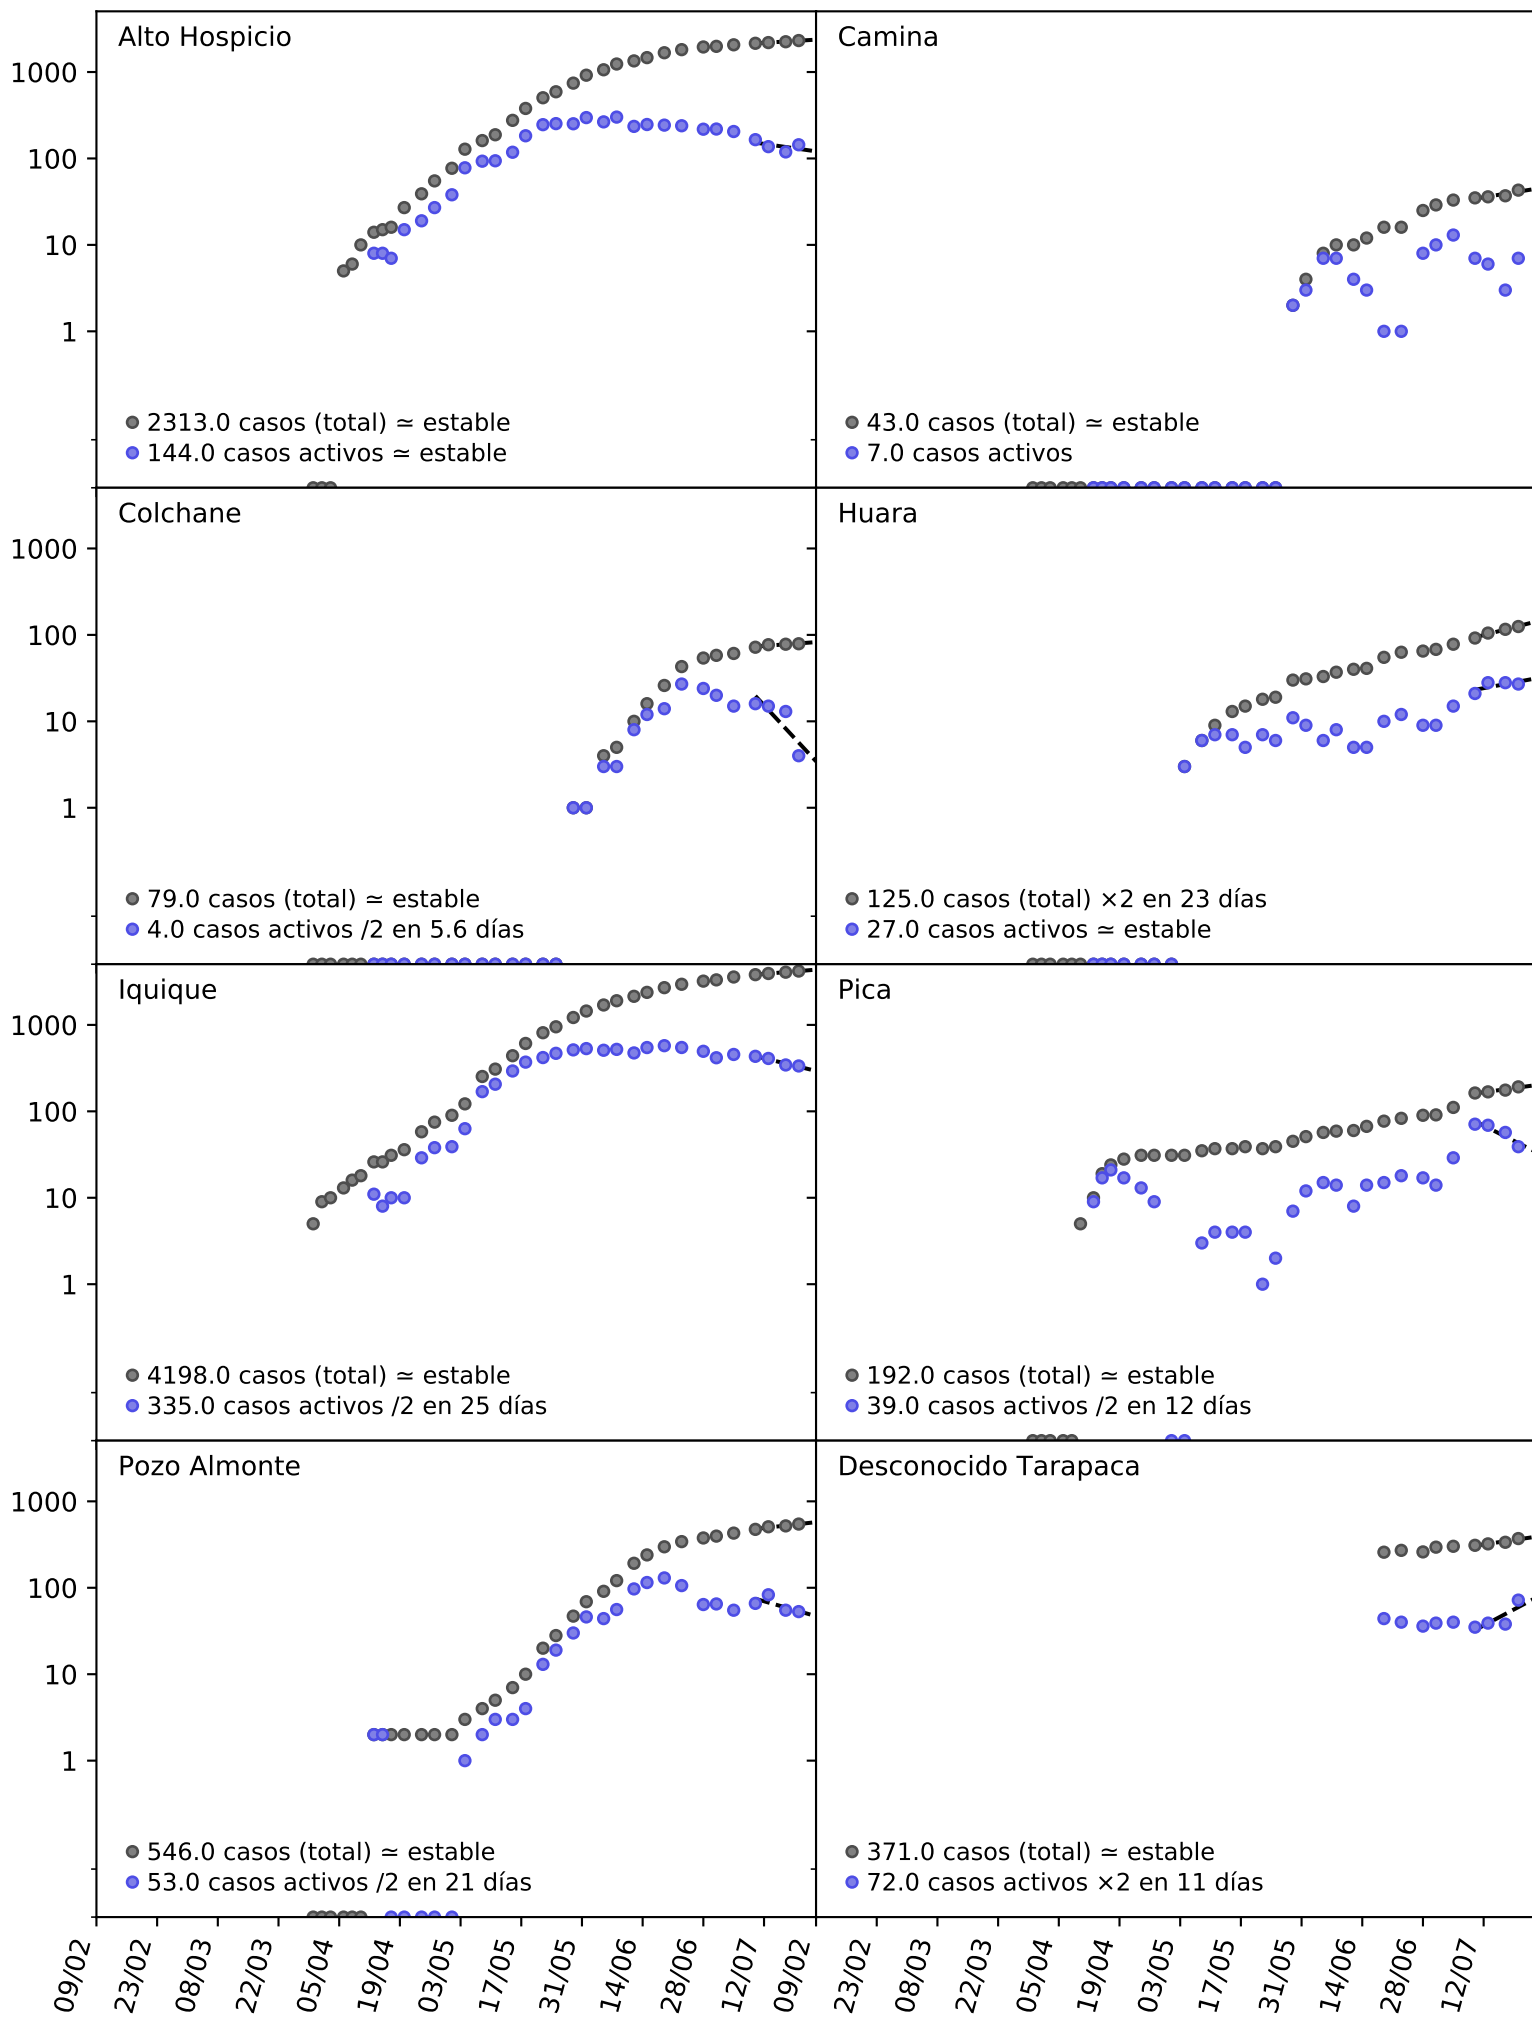 Alto Hospicio
Camina
1000
100
10
1
2313.0 casos (total) ≃ estable
144.0 casos activos ≃ estable
43.0 casos (total) ≃ estable
7.0 casos activos
Colchane
Huara
1000
100
10
1
79.0 casos (total) ≃ estable
4.0 casos activos /2 en 5.6 días
125.0 casos (total) ×2 en 23 días
27.0 casos activos ≃ estable
Iquique
Pica
1000
100
10
1
4198.0 casos (total) ≃ estable
335.0 casos activos /2 en 25 días
192.0 casos (total) ≃ estable
39.0 casos activos /2 en 12 días
Pozo Almonte
Desconocido Tarapaca
1000
100
10
1
546.0 casos (total) ≃ estable
53.0 casos activos /2 en 21 días
371.0 casos (total) ≃ estable
72.0 casos activos ×2 en 11 días
09/02 23/02 08/03 22/03 05/04 19/04 03/05 17/05 31/05 14/06 28/06 12/07 09/02 23/02 08/03 22/03 05/04 19/04 03/05 17/05 31/05 14/06 28/06 12/07